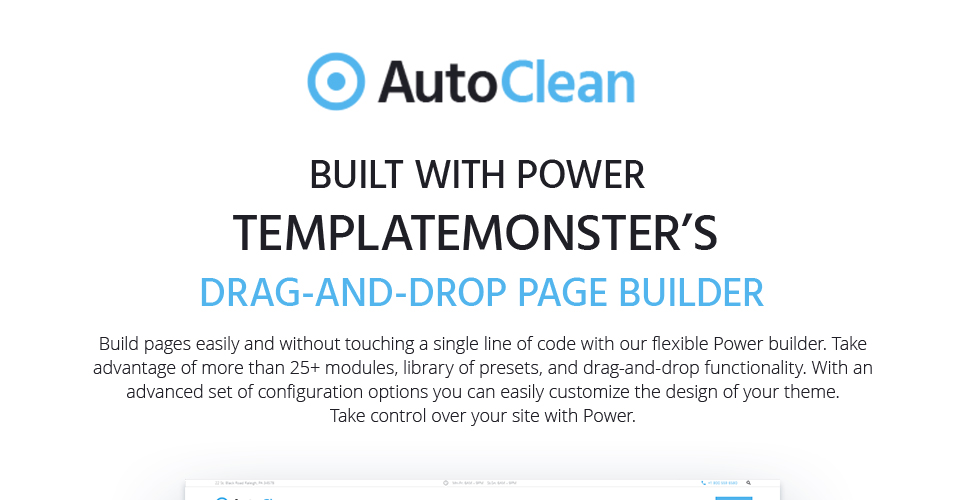 AutoClean
BUILT WITH POWER
TEMPLATEMONSTER’S
DRAG-AND-DROP PAGE BUILDER
Build pages easily and without touching a single line of code with our flexible Power builder. Take
advantage of more than 25+ modules, library of presets, and drag-and-drop functionality. With an
advanced set of configuration options you can easily customize the design of your theme.
Take control over your site with Power.